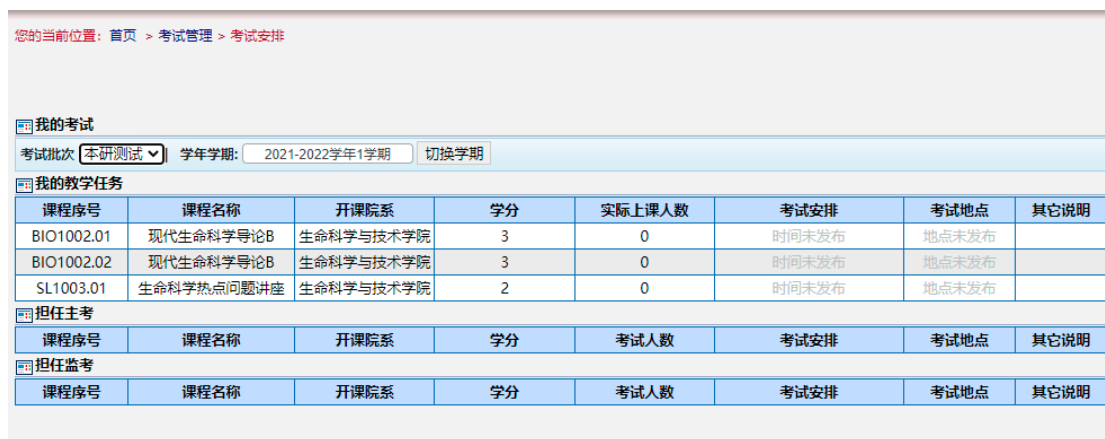 您的当前位置：首页 > 考试管理 > 考试安排
我的考试
考试批次 本研测试 | 学年学期: 2021-2022学年1学期 切换学期
我的教学任务
课程序号 课程名称 开课院系 学分 实际上课人数 考试安排 考试地点 其它说明
BIO1002.01 现代生命科学导论B 生命科学与技术学院 3 0 时间未发布 地点未发布
BIO1002.02 现代生命科学导论B 生命科学与技术学院 3 0 时间未发布 地点未发布
SL1003.01 生命科学热点问题讲座 生命科学与技术学院 2 0 时间未发布 地点未发布
担任主考
课程序号 课程名称 开课院系 学分 考试人数 考试安排 考试地点 其它说明
担任监考
课程序号 课程名称 开课院系 学分 考试人数 考试安排 考试地点 其它说明